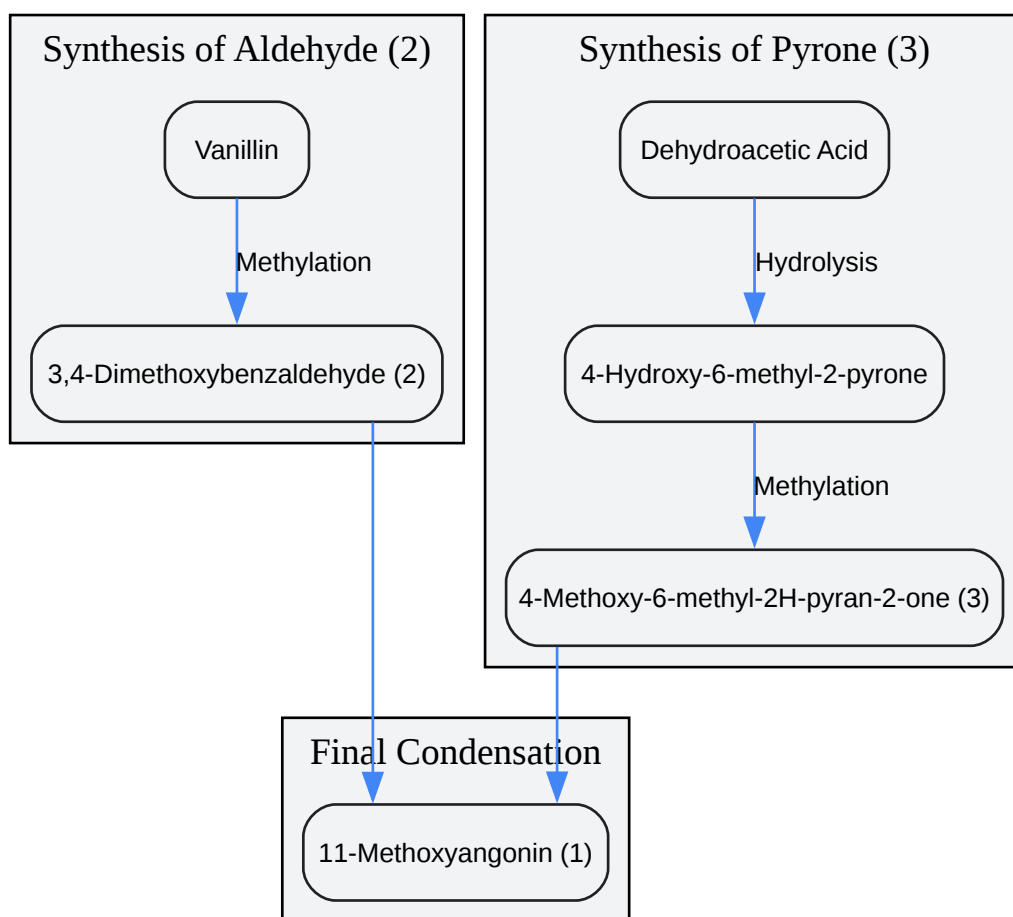 Synthesis of Aldehyde (2)
Vanillin
Methylation
3,4-Dimethoxybenzaldehyde (2)
Synthesis of Pyrone (3)
Dehydroacetic Acid
Hydrolysis
4-Hydroxy-6-methyl-2-pyrone
Methylation
4-Methoxy-6-methyl-2H-pyran-2-one (3)
Final Condensation
11-Methoxyangonin (1)